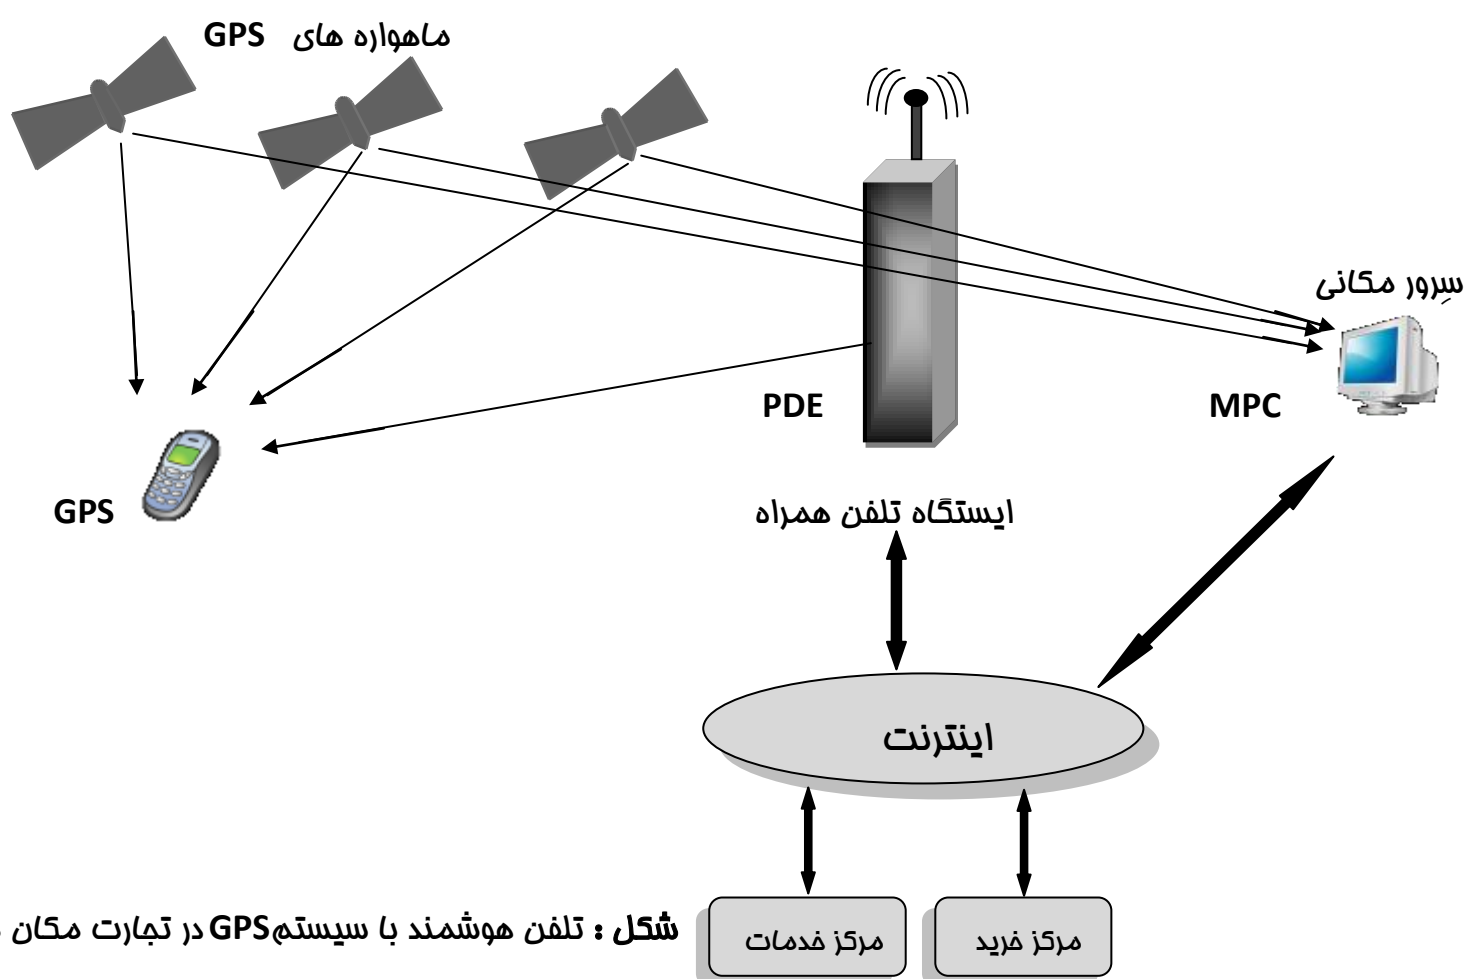 ماهواره های GPS
سِرور مکانی
PDE
MPC
GPS
ایستگاه تلفن همراه
اینترنت
مرکز خدمات
مرکز خرید
شکل : تلفن هوشمند با سیستم GPS در تجارت مکان